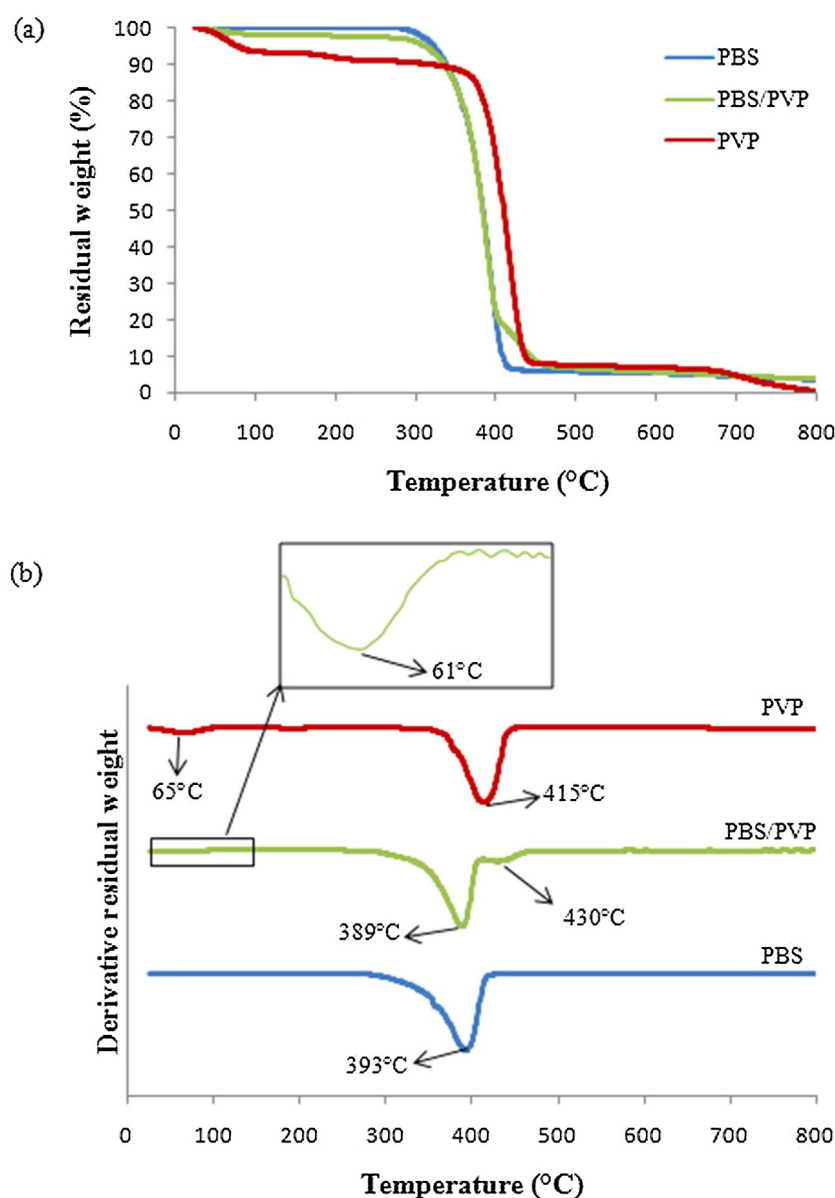 (a)
100
90
80
70
60
50
40
30
20
10
0
Residual weight (%)
PBS
PBS/PVP
PVP
0 100 200 300 400 500 600 700 800
Temperature (°C)
(b)
61°C
PVP
65°C
415°C
PBS/PVP
430°C
389°C
PBS
393°C
Derivative residual weight
0 100 200 300 400 500 600 700 800
Temperature (°C)